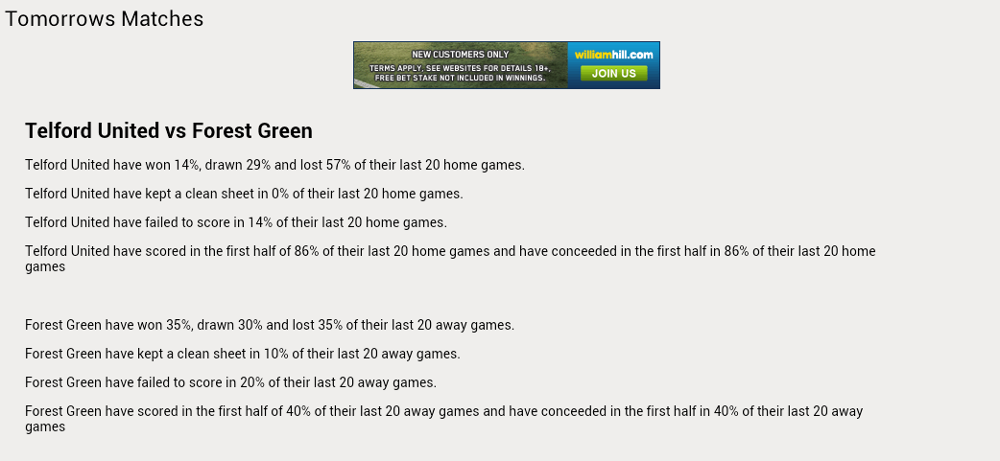 Tomorrows Matches
NEW CUSTOMERS ONLY
TERMS APPLY, SEE WEBSITES FOR DETAILS 18+,
FREE BET STAKE NOT INCLUDED IN WINNINGS.
williamhill.com
JOIN US
Telford United vs Forest Green
Telford United have won 14%, drawn 29% and lost 57% of their last 20 home games.
Telford United have kept a clean sheet in 0% of their last 20 home games.
Telford United have failed to score in 14% of their last 20 home games.
Telford United have scored in the first half of 86% of their last 20 home games and have conceeded in the first half in 86% of their last 20 home
games
Forest Green have won 35%, drawn 30% and lost 35% of their last 20 away games.
Forest Green have kept a clean sheet in 10% of their last 20 away games.
Forest Green have failed to score in 20% of their last 20 away games.
Forest Green have scored in the first half of 40% of their last 20 away games and have conceeded in the first half in 40% of their last 20 away
games